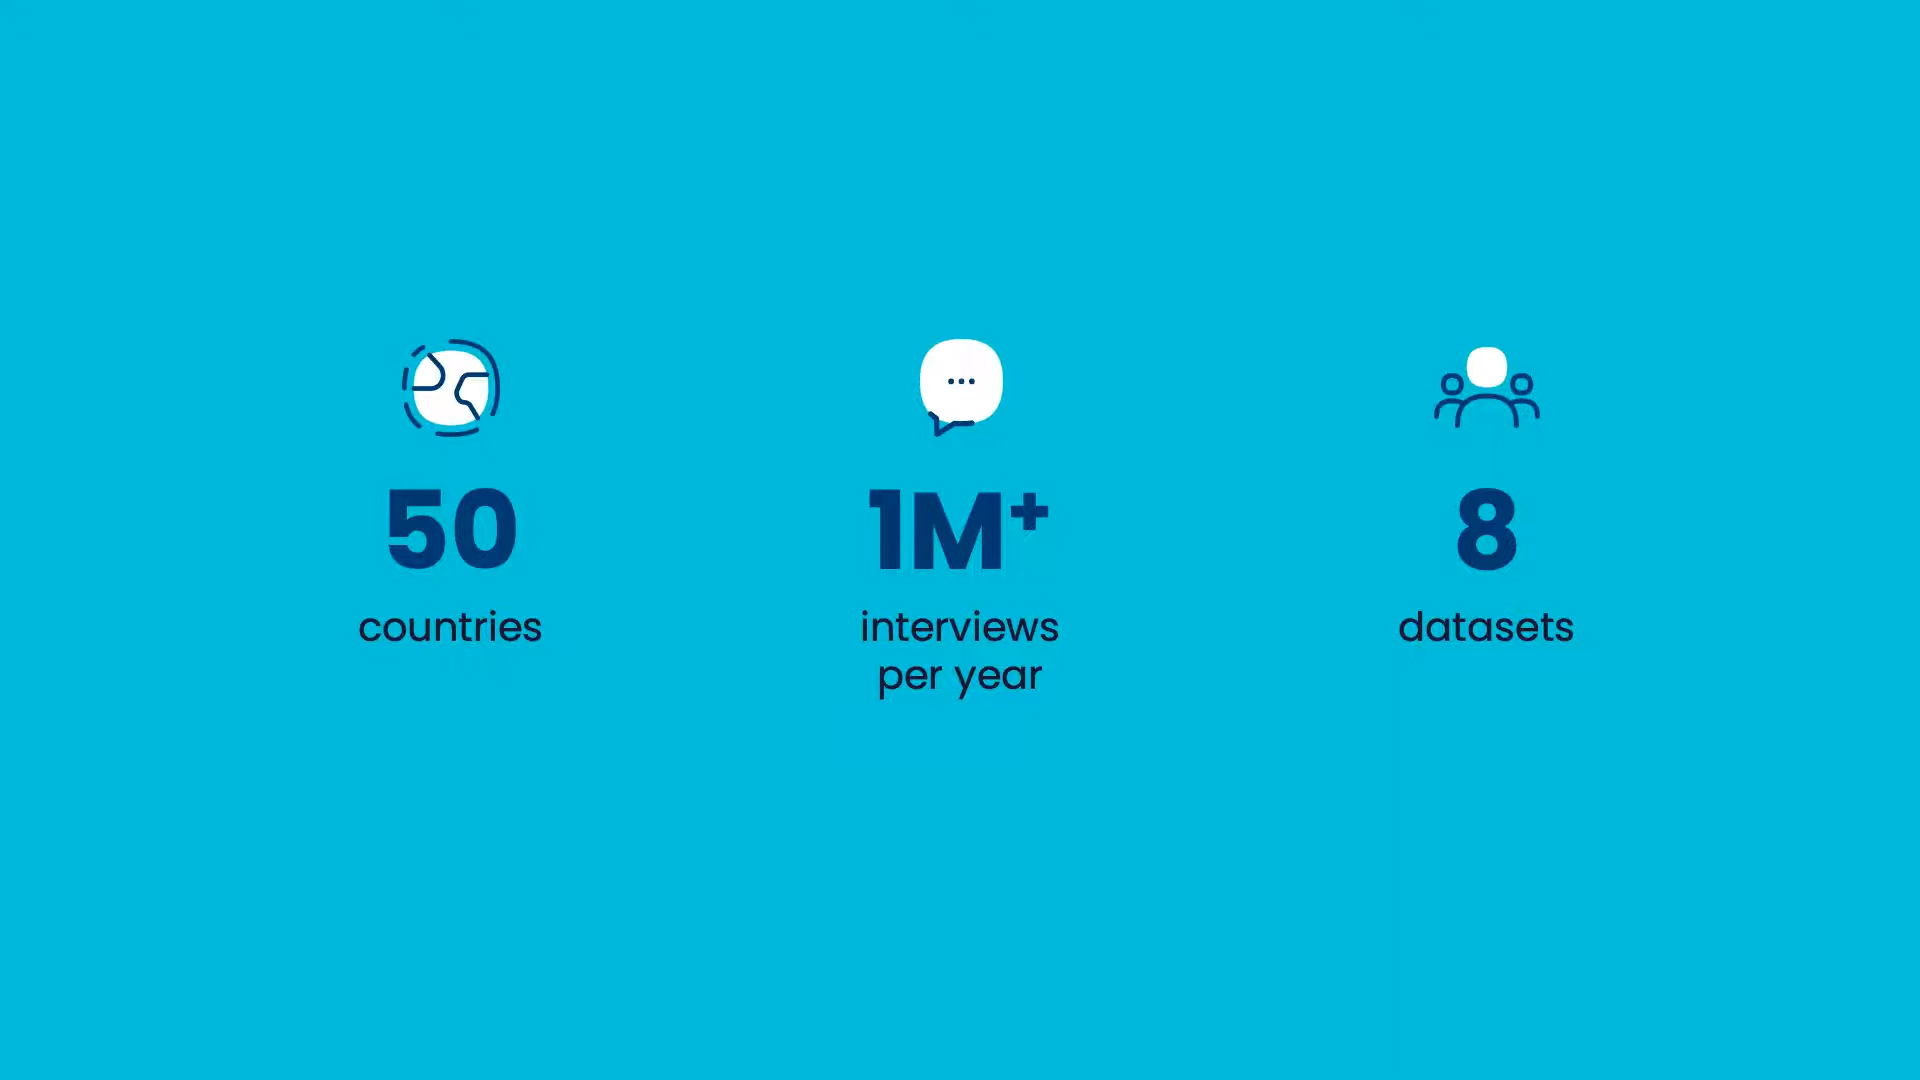 50
countries
1M+
interviews
per year
8
datasets